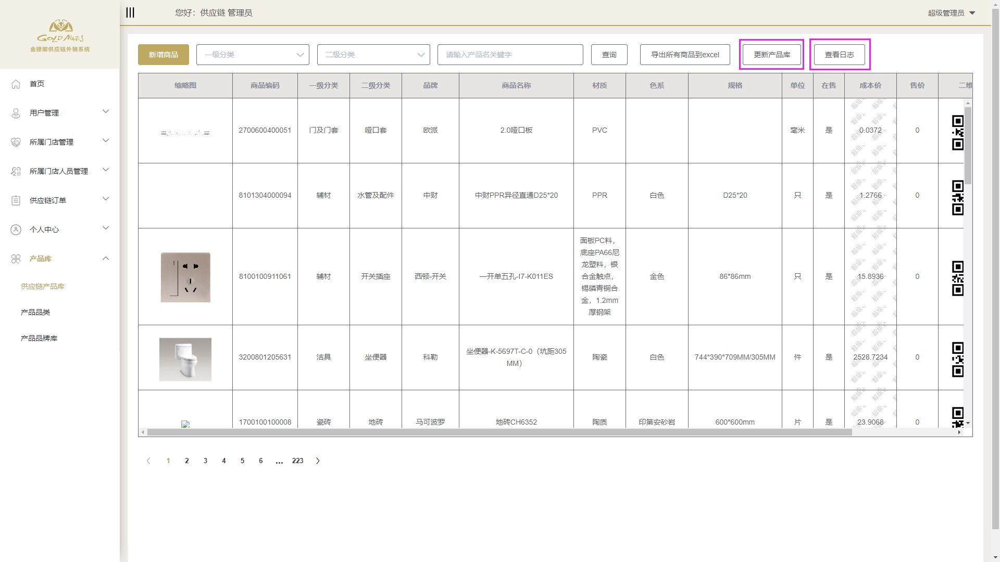 GOLD MATIS
金螳螂供应链外销系统
您好：供应链 管理员
超级管理员
首页
用户管理
所属门店管理
所属门店人员管理
供应链订单
个人中心
产品库
供应链产品库
产品品类
产品品牌库
新增商品
一级分类
二级分类
请输入产品名关键字
查询
导出所有商品到excel
更新产品库
查看日志
缩略图 商品编码 一级分类 二级分类 品牌 商品名称 材质 色系 规格 单位 在售 成本价 售价 二维
2700600400051 门及门套 哑口套 欧派 2.0哑口板 PVC 毫米 是 0.0372 0
8101304000094 辅材 水管及配件 中财 中财PPR异径直通D25*20 PPR 白色 D25*20 只 是 1.2766 0
面板PC料，
底座PA66尼
龙塑料，银
8100100911061 辅材 开关插座 西顿-开关 一开单五孔-I7-K011ES 合金触点， 金色 86*86mm 只 是 15.8936 0
锡磷青铜合
金，1.2mm
厚钢架
3200801205631 洁具 坐便器 科勒 坐便器-K-5697T-C-0（坑距305 陶瓷 白色 744*390*709MM/305MM 件 是 2528.7234 0
MM）
1700100100008 瓷砖 地砖 马可波罗 地砖CH6352 陶质 印第安砂岩 600*600mm 片 是 23.9068 0
1 2 3 4 5 6 ... 223